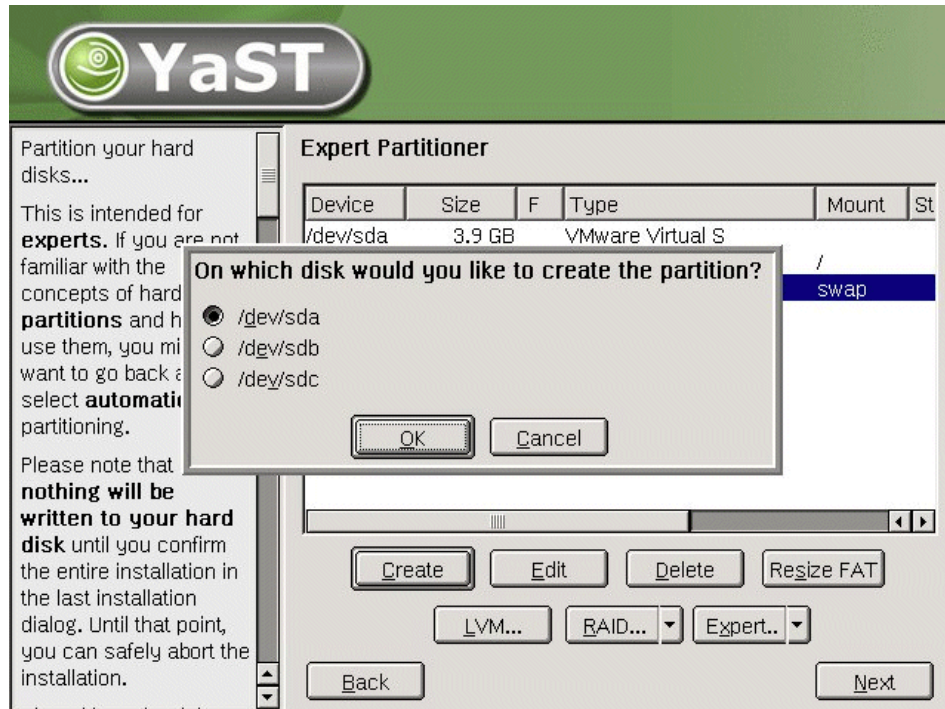 YaST
Partition your hard
disks...
This is intended for
experts. If you are not
familiar with the
concepts of hard
partitions and h
use them, you mi
want to go back a
select automatic
partitioning.
Please note that
nothing will be
written to your hard
disk until you confirm
the entire installation in
the last installation
dialog. Until that point,
you can safely abort the
installation.
Expert Partitioner
Device Size F Type Mount St
/dev/sda 3.9 GB VMware Virtual S
/
swap
On which disk would you like to create the partition?
/dev/sda
/dev/sdb
/dev/sdc
OK Cancel
Create Edit Delete Resize FAT
LVM... RAID... Expert..
Back Next